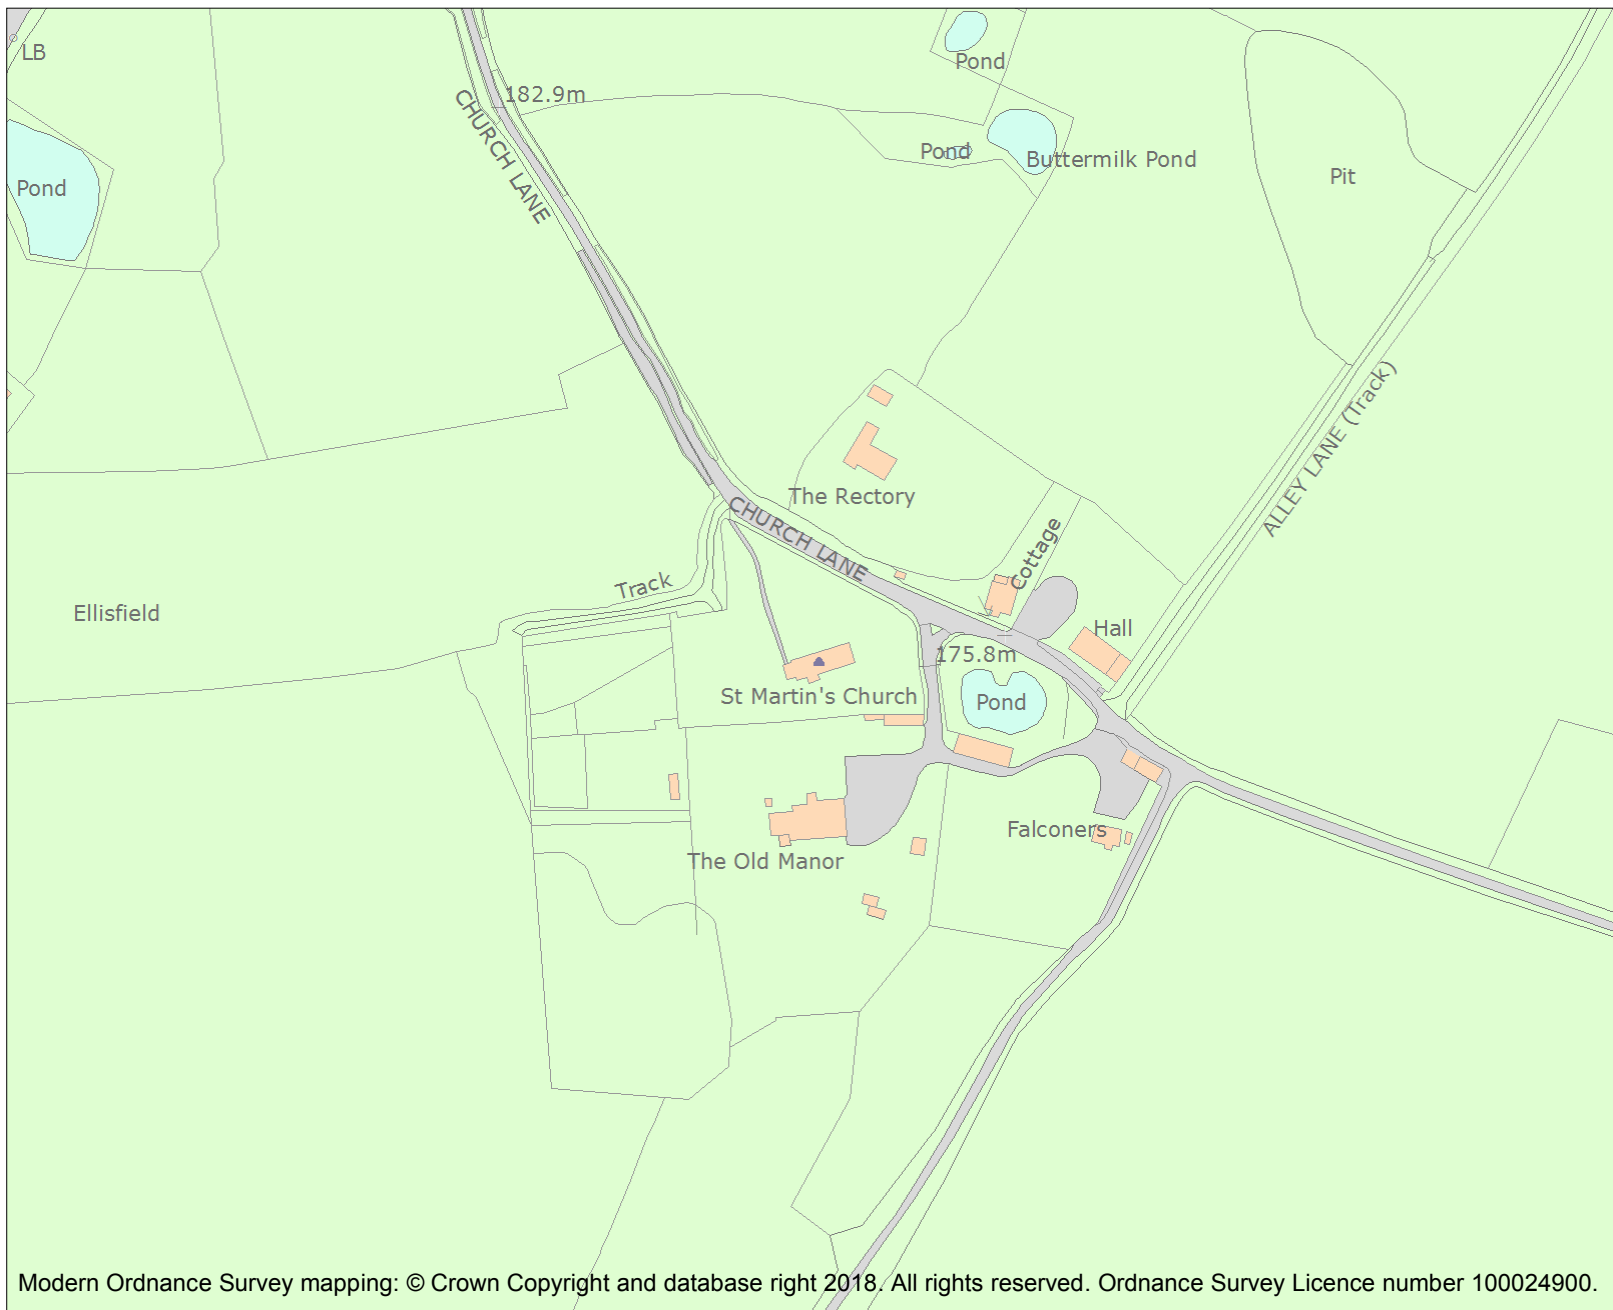 LB
Pond
182.9m
CHURCH LANE
Pond
Pond
Buttermilk Pond
Pit
The Rectory
CHURCH LANE
ALLEY LANE (Track)
Cottage
Track
Ellisfield
Hall
175.8m
St Martin's Church
Pond
Falconers
The Old Manor
Modern Ordnance Survey mapping: © Crown Copyright and database right 2018. All rights reserved. Ordnance Survey Licence number 100024900.